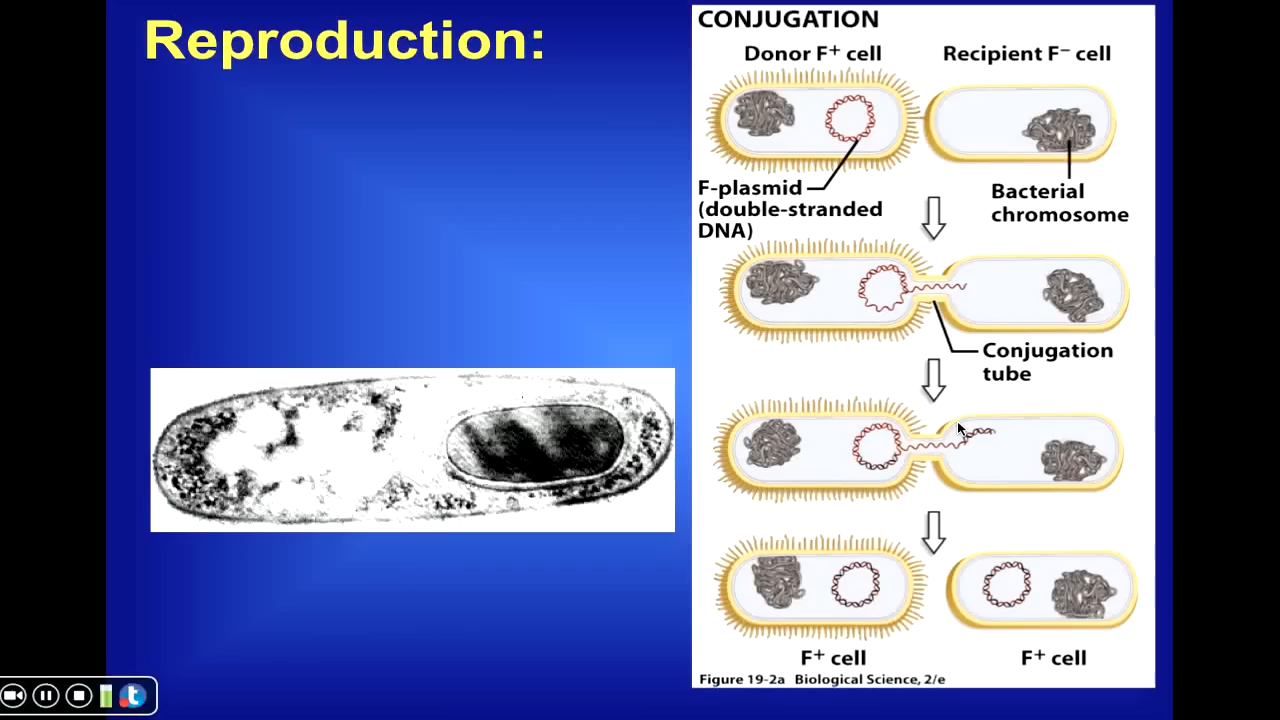 Reproduction:
CONJUGATION
Donor F⁺ cell
Recipient F⁻ cell
F-plasmid
(double-stranded
DNA)
Bacterial
chromosome
Conjugation
tube
F⁺ cell
F⁺ cell
Figure 19-2a Biological Science, 2/e
t